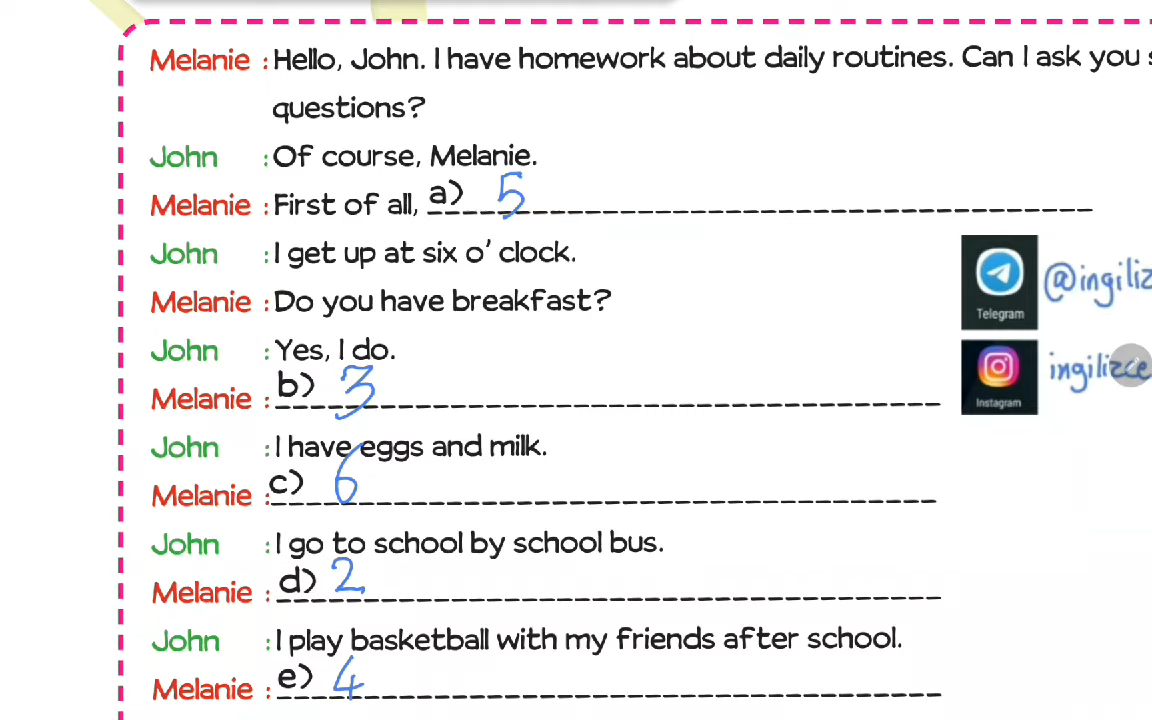 Melanie : Hello, John. I have homework about daily routines. Can I ask you
questions?
John : Of course, Melanie.
Melanie : First of all, a) 5
John : I get up at six o' clock.
Melanie : Do you have breakfast?
John : Yes, I do.
Melanie : b) 3
John : I have eggs and milk.
Melanie : c) 6
John : I go to school by school bus.
Melanie : d) 2
John : I play basketball with my friends after school.
Melanie : e) 4
Telegram @ingiliz
Instagram ingilizce